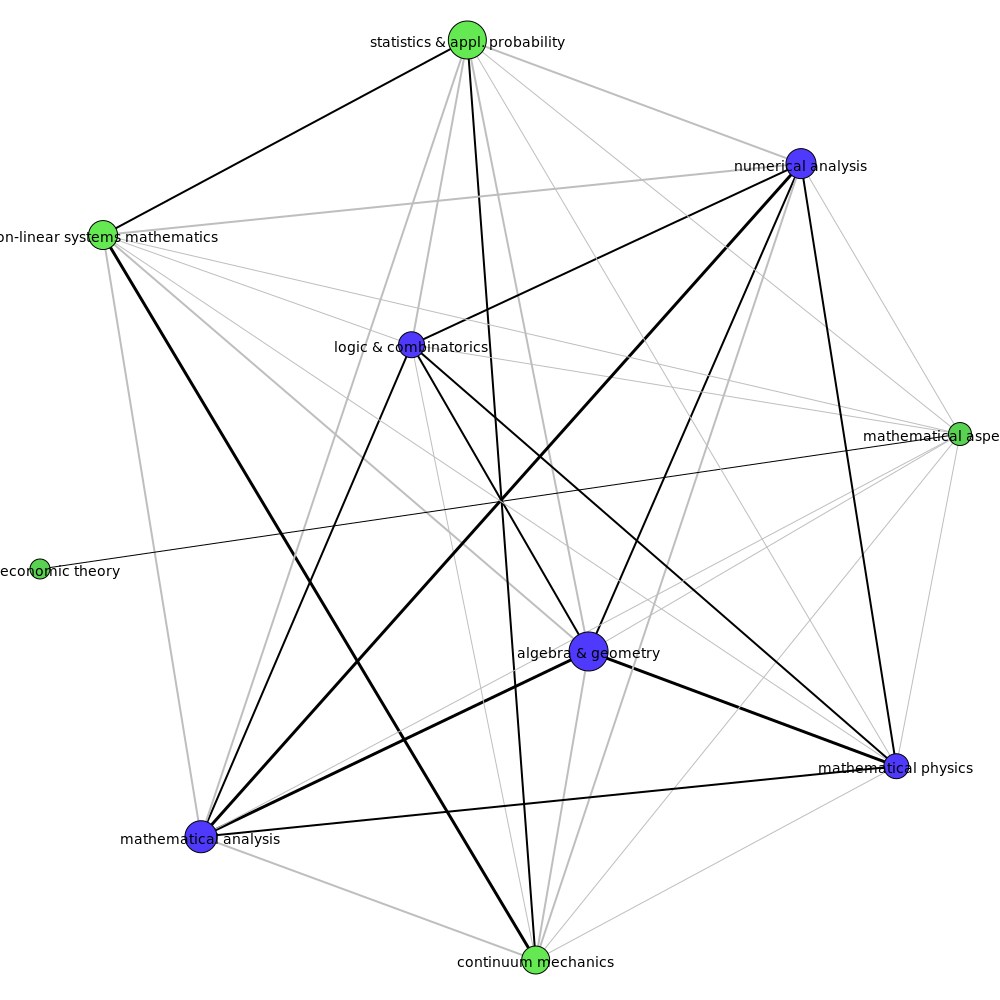 statistics & appl. probability
numerical analysis
on-linear systems mathematics
logic & combinatorics
mathematical aspe
economic theory
algebra & geometry
mathematical physics
mathematical analysis
continuum mechanics